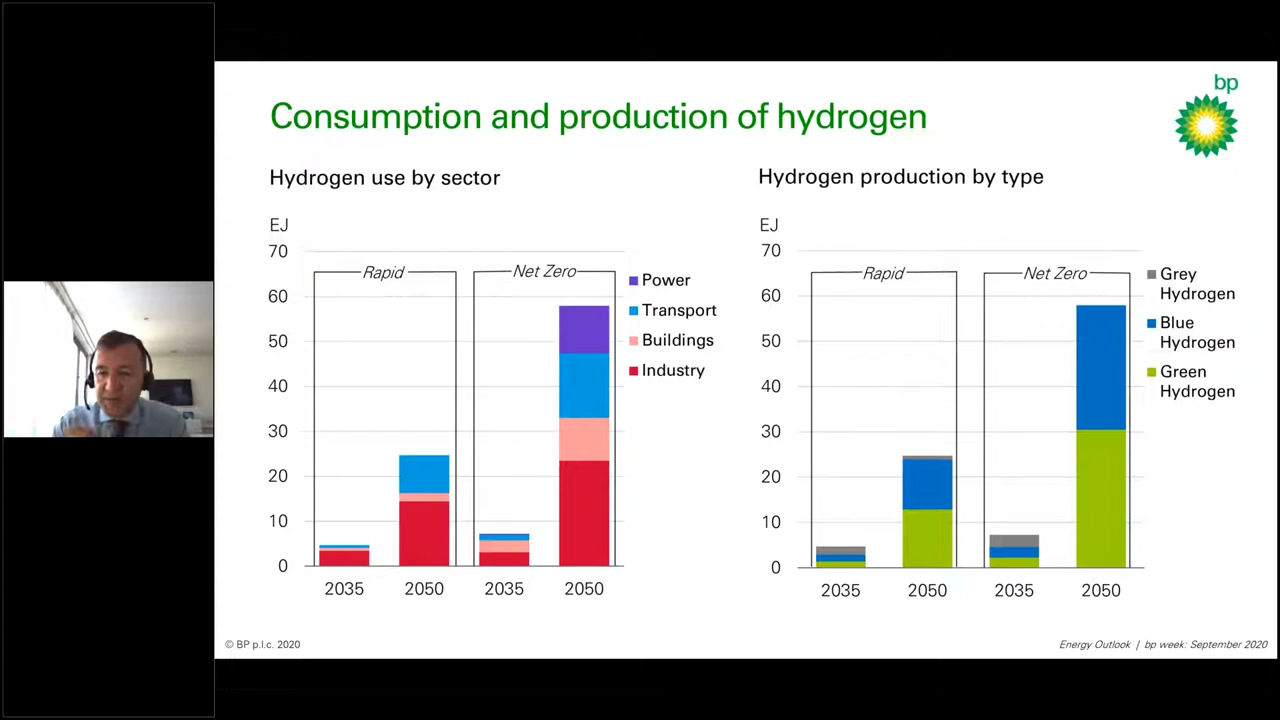 bp
Consumption and production of hydrogen
Hydrogen use by sector
EJ
70
60
50
40
30
20
10
0
Rapid
Net Zero
2035
2050
2035
2050
Power
Transport
Buildings
Industry
Hydrogen production by type
EJ
70
60
50
40
30
20
10
0
Rapid
Net Zero
2035
2050
2035
2050
Grey
Hydrogen
Blue
Hydrogen
Green
Hydrogen
© BP p.l.c. 2020
Energy Outlook | bp week: September 2020